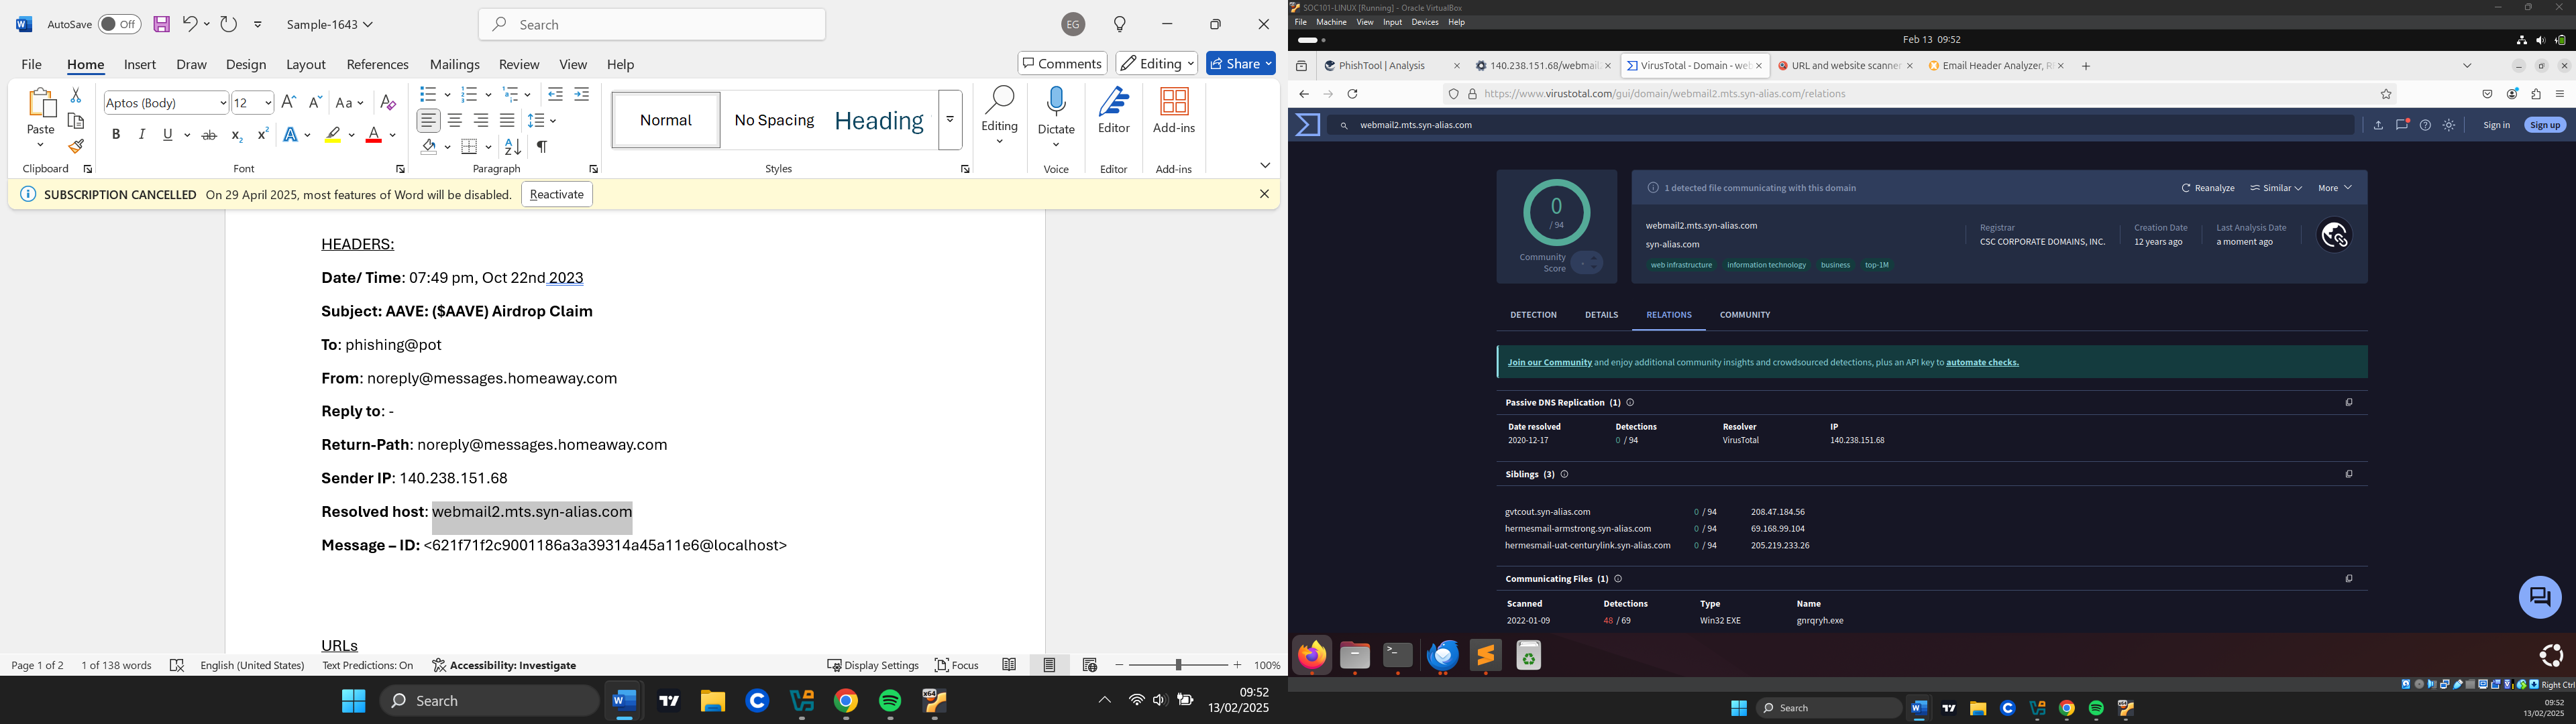 AutoSave Off Sample-1643 Search EG
File Home Insert Draw Design Layout References Mailings Review View Help Comments Editing Share
Paste Aptos (Body) 12 Aa Normal No Spacing Heading Editing Dictate Editor Add-ins
Clipboard Font Paragraph Styles Voice Editor Add-ins
SUBSCRIPTION CANCELLED On 29 April 2025, most features of Word will be disabled. Reactivate
HEADERS:
Date/ Time: 07:49 pm, Oct 22nd 2023
Subject: AAVE: ($AAVE) Airdrop Claim
To: phishing@pot
From: noreply@messages.homeaway.com
Reply to: -
Return-Path: noreply@messages.homeaway.com
Sender IP: 140.238.151.68
Resolved host: webmail2.mts.syn-alias.com
Message – ID: <621f71f2c9001186a3a39314a45a11e6@localhost>
URLs
Page 1 of 2 1 of 138 words English (United States) Text Predictions: On Accessibility: Investigate Display Settings Focus 100%
Search 09:52
13/02/2025
SOC101-LINUX [Running] - Oracle VirtualBox
File Machine View Input Devices Help
Feb 13 09:52
PhishTool | Analysis 140.238.151.68/webmail VirusTotal - Domain - web URL and website scanner Email Header Analyzer, R
https://www.virustotal.com/gui/domain/webmail2.mts.syn-alias.com/relations
webmail2.mts.syn-alias.com Sign in Sign up
0
/ 94
Community
Score
-
1 detected file communicating with this domain Reanalyze Similar More
webmail2.mts.syn-alias.com
syn-alias.com
Registrar
CSC CORPORATE DOMAINS, INC.
Creation Date
12 years ago
Last Analysis Date
a moment ago
web infrastructure information technology business top-1M
DETECTION DETAILS RELATIONS COMMUNITY
Join our Community and enjoy additional community insights and crowdsourced detections, plus an API key to automate checks.
Passive DNS Replication (1)
Date resolved Detections Resolver IP
2020-12-17 0 / 94 VirusTotal 140.238.151.68
Siblings (3)
gvtcout.syn-alias.com 0 / 94 208.47.184.56
hermesmail-armstrong.syn-alias.com 0 / 94 69.168.99.104
hermesmail-uat-centurylink.syn-alias.com 0 / 94 205.219.233.26
Communicating Files (1)
Scanned Detections Type Name
2022-01-09 48 / 69 Win32 EXE gnrqryh.exe
Right Ctrl
Search 09:52
13/02/2025